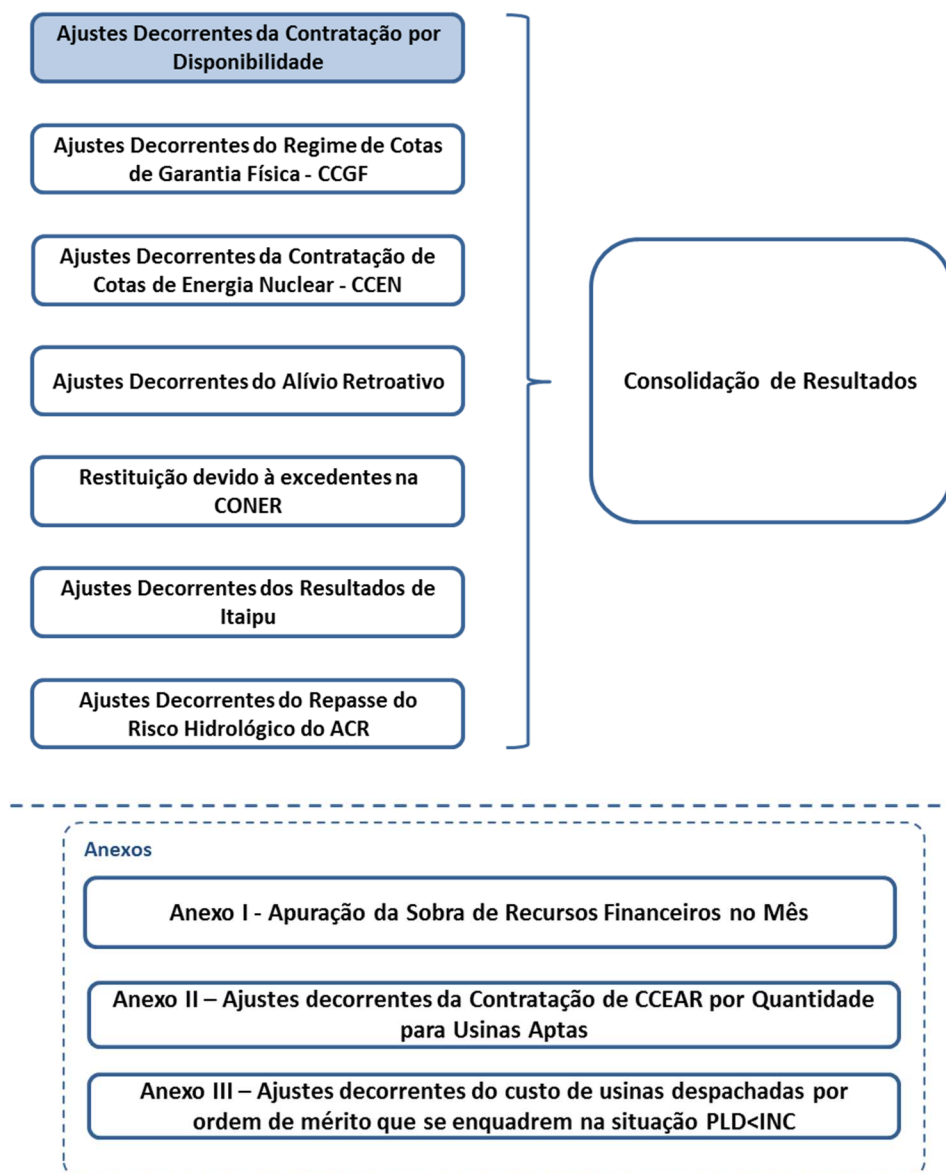 Ajustes Decorrentes da Contratação por
Disponibilidade
Ajustes Decorrentes do Regime de Cotas
de Garantia Física - CCGF
Ajustes Decorrentes da Contratação de
Cotas de Energia Nuclear - CCEN
Ajustes Decorrentes do Alívio Retroativo
Restituição devido à excedentes na
CONER
Ajustes Decorrentes dos Resultados de
Itaipu
Ajustes Decorrentes do Repasse do
Risco Hidrológico do ACR
Consolidação de Resultados
Anexos
Anexo I - Apuração da Sobra de Recursos Financeiros no Mês
Anexo II – Ajustes decorrentes da Contratação de CCEAR por Quantidade
para Usinas Aptas
Anexo III – Ajustes decorrentes do custo de usinas despachadas por
ordem de mérito que se enquadrem na situação PLD<INC